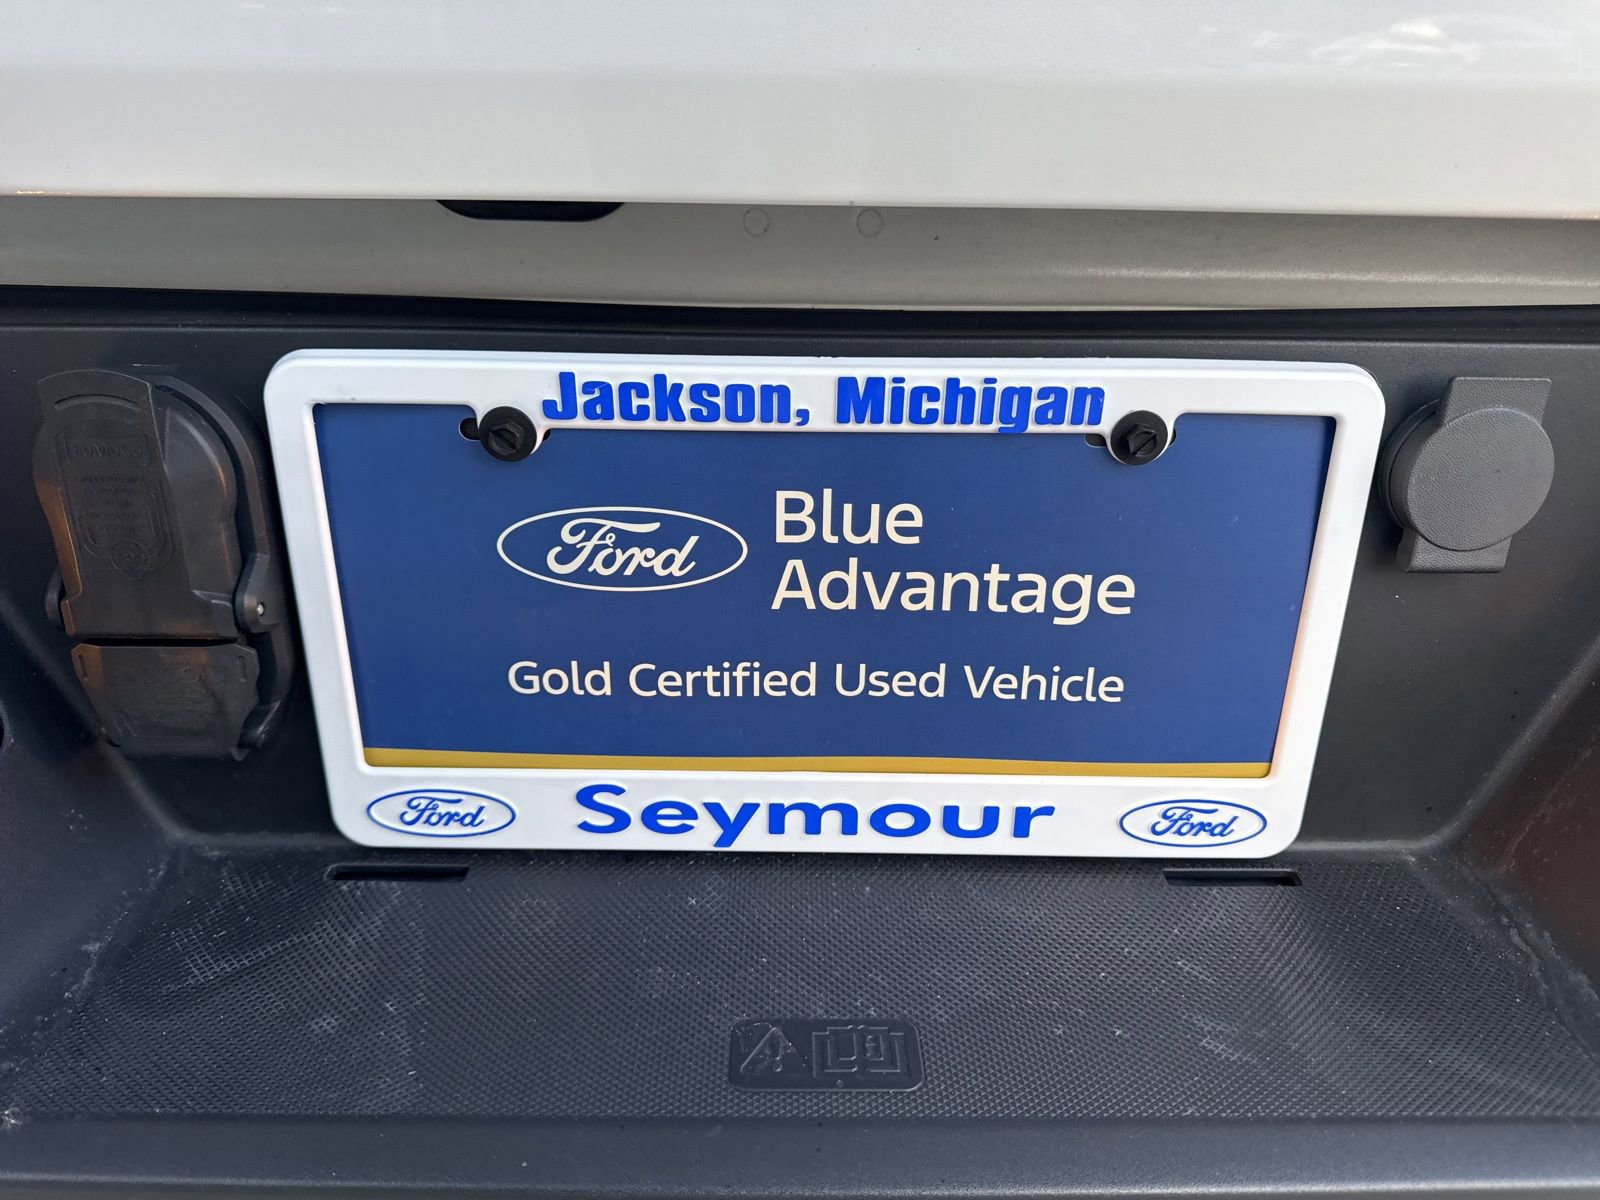 Jackson, Michigan
Ford
Blue
Advantage
Gold Certified Used Vehicle
Ford Seymour Ford